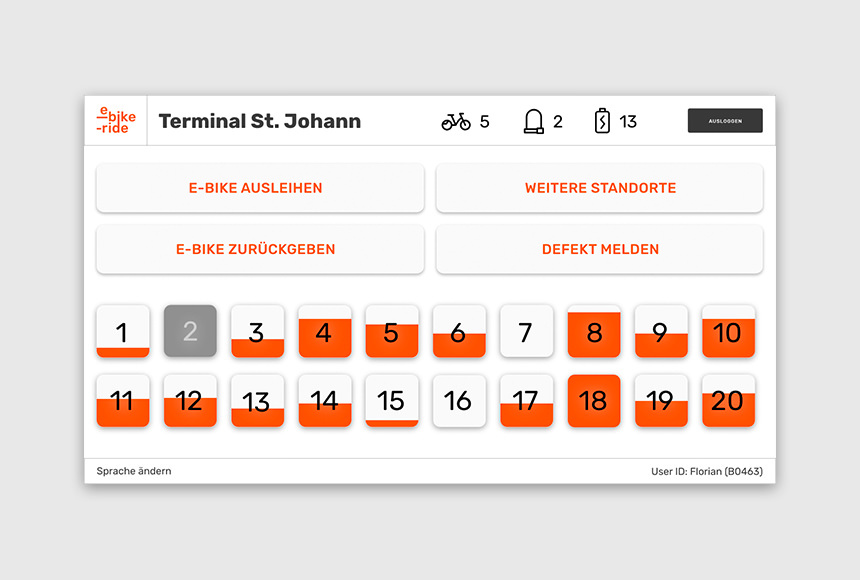 e
-bike
-ride
Terminal St. Johann
5
2
13
AUSLOGGEN
E-BIKE AUSLEIHEN
WEITERE STANDORTE
E-BIKE ZURÜCKGEBEN
DEFEKT MELDEN
1 2 3 4 5 6 7 8 9 10
11 12 13 14 15 16 17 18 19 20
Sprache ändern
User ID: Florian (B0463)